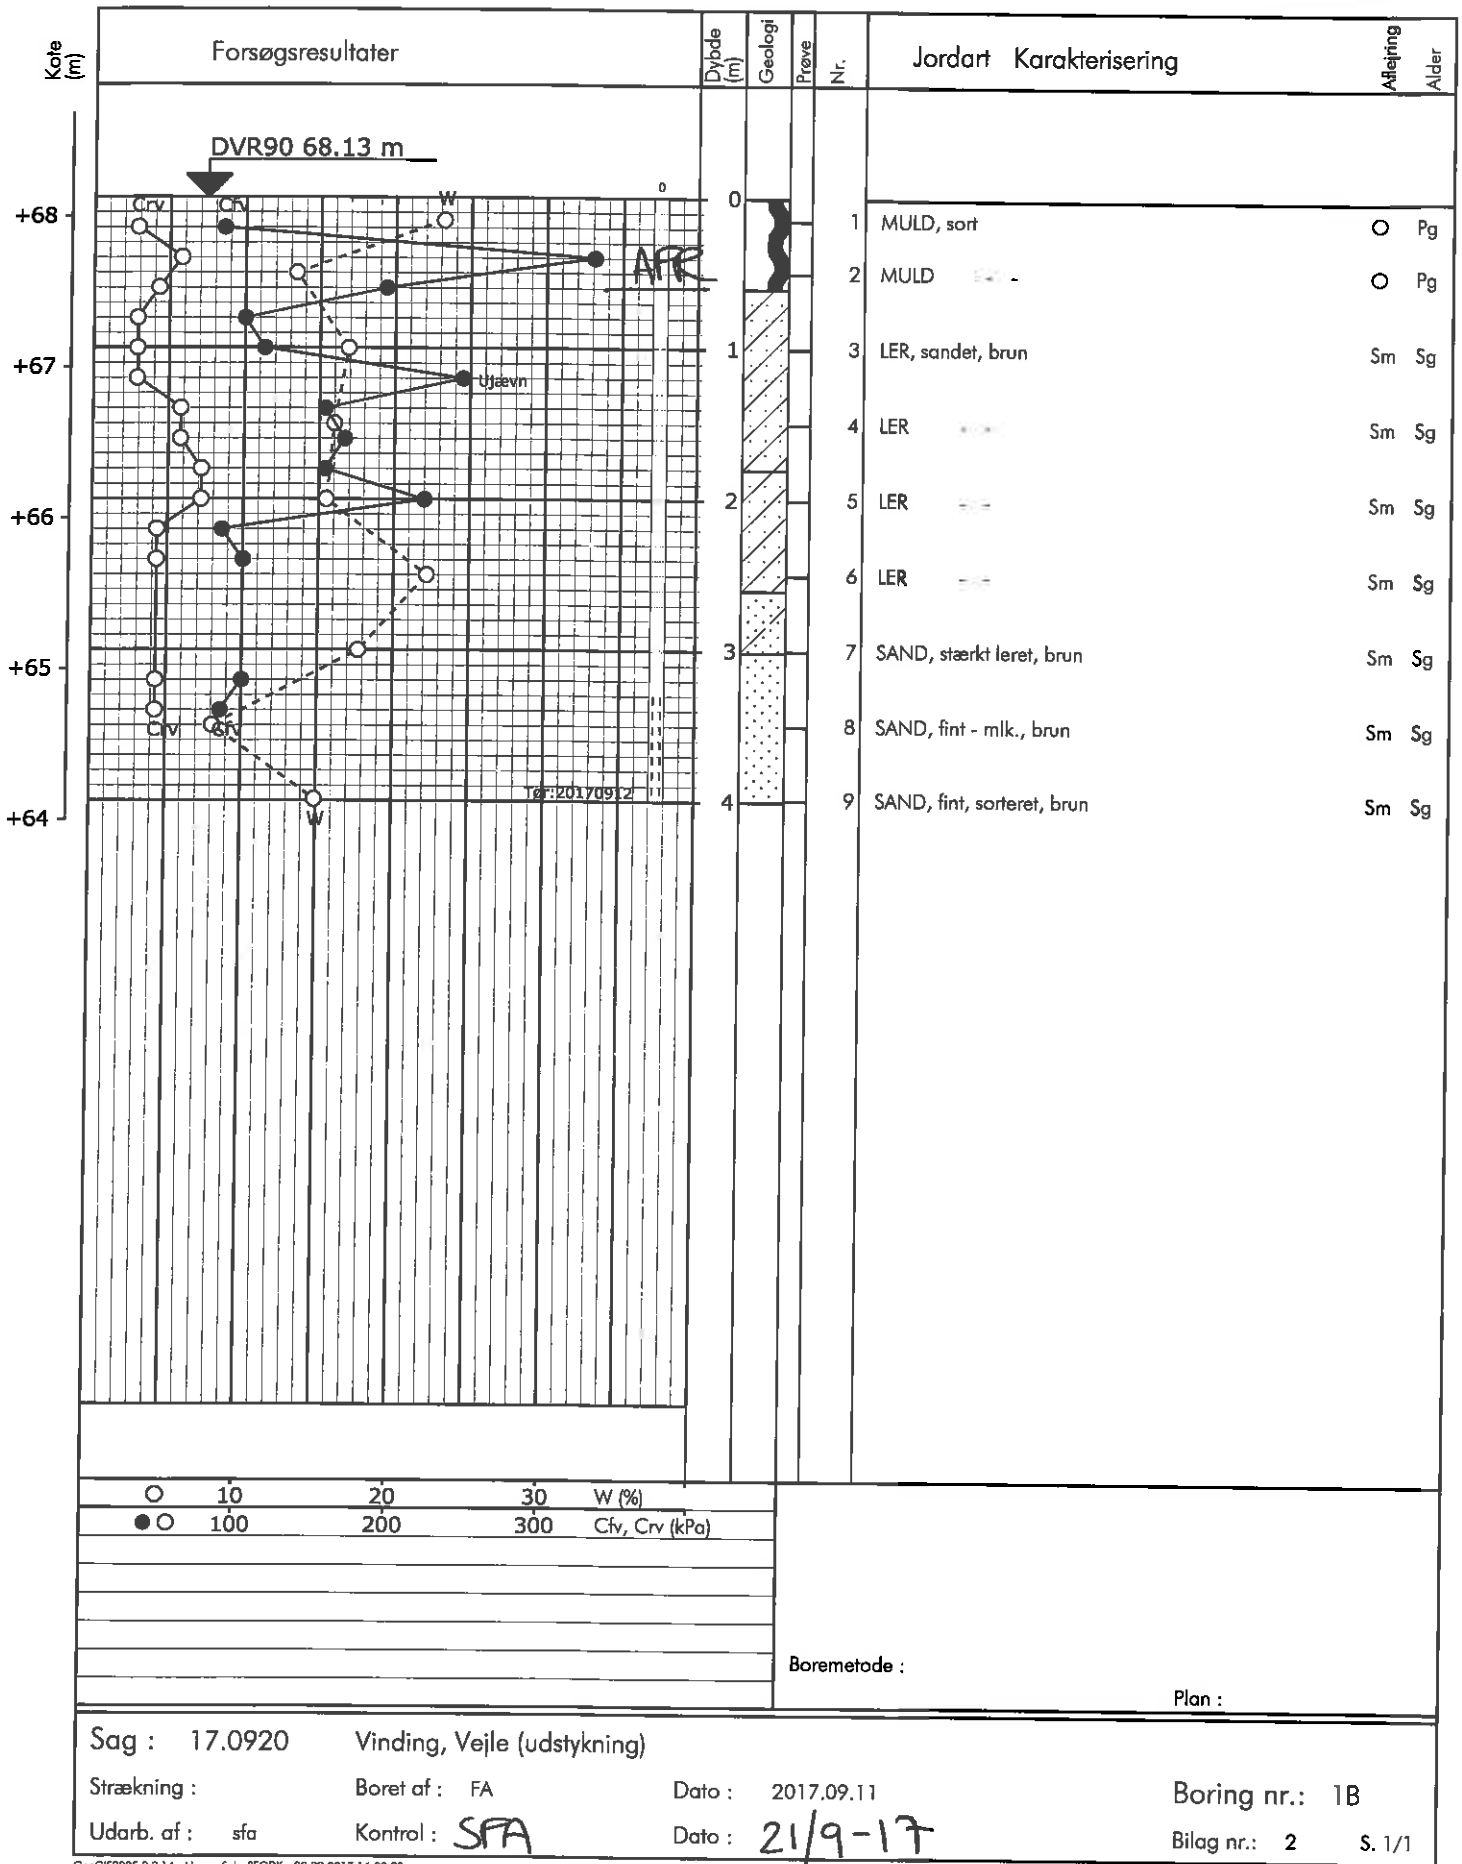 Kote (m)
Forsøgsresultater
Dybde (m)
Geologi
Prøve
Nr.
Jordart Karakterisering
Aflejring
Alder
DVR90 68.13 m
Crv Cfv W 0
+68
+67
+66
+65
+64
0
1
2
3
4
AFR
Ujævn
Crv Cfv
Tør:20170912
W
1 MULD, sort O Pg
2 MULD - " - O Pg
3 LER, sandet, brun Sm Sg
4 LER - " - Sm Sg
5 LER - " - Sm Sg
6 LER - " - Sm Sg
7 SAND, stærkt leret, brun Sm Sg
8 SAND, fint - mlk., brun Sm Sg
9 SAND, fint, sorteret, brun Sm Sg
10 20 30 W (%)
100 200 300 Cfv, Crv (kPa)
Boremetode :
Plan :
Sag : 17.0920 Vinding, Vejle (udstykning)
Strækning : Boret af : FA Dato : 2017.09.11 Boring nr.: 1B
Udarb. af : sfa Kontrol : SFA Dato : 21/9-17 Bilag nr.: 2 S. 1/1